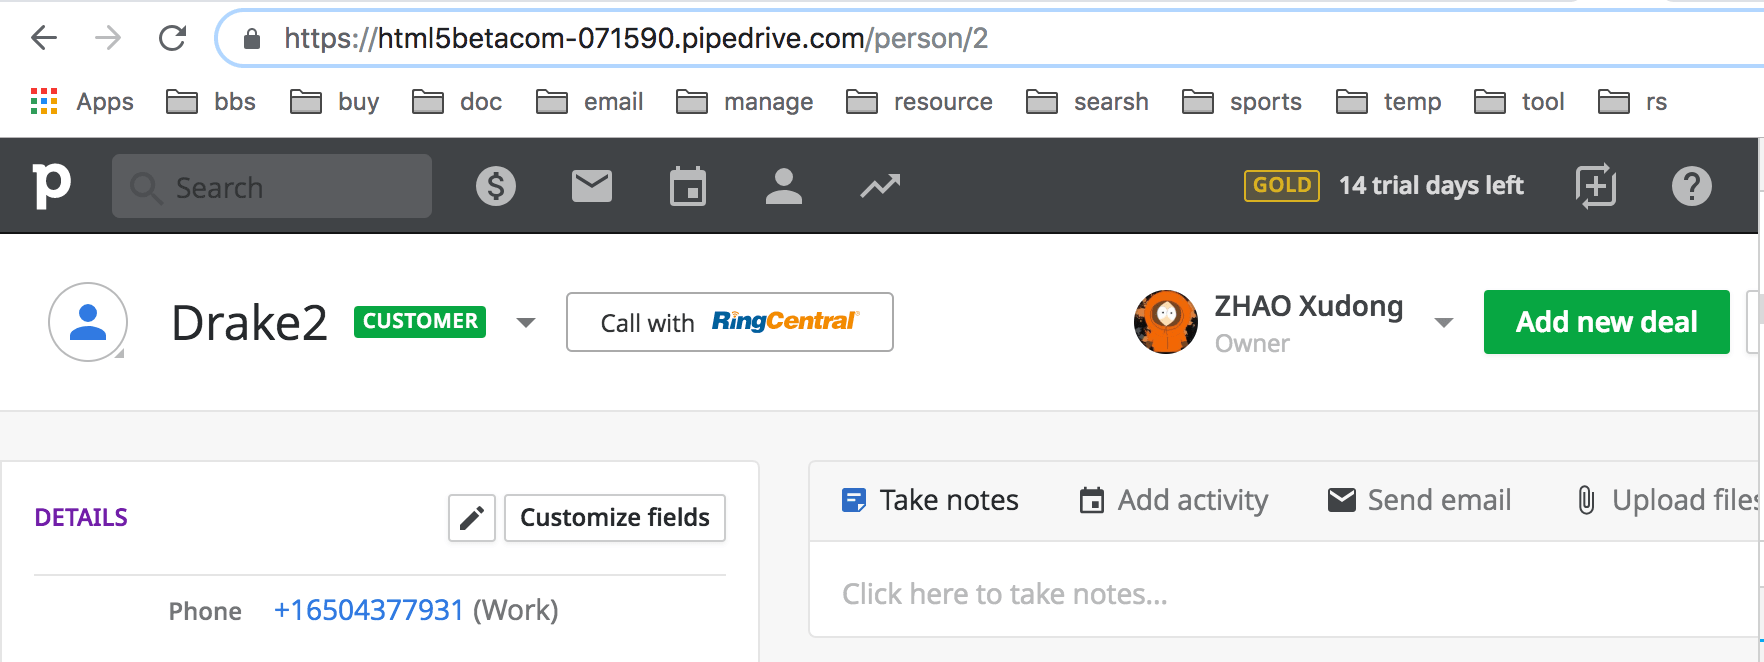 https://html5betacom-071590.pipedrive.com/person/2
Apps bbs buy doc email manage resource searsh sports temp tool rs
p Search GOLD 14 trial days left
Drake2 CUSTOMER Call with RingCentral ZHAO Xudong Add new deal
Owner
DETAILS Customize fields Take notes Add activity Send email Upload files
Click here to take notes...
Phone +16504377931 (Work)